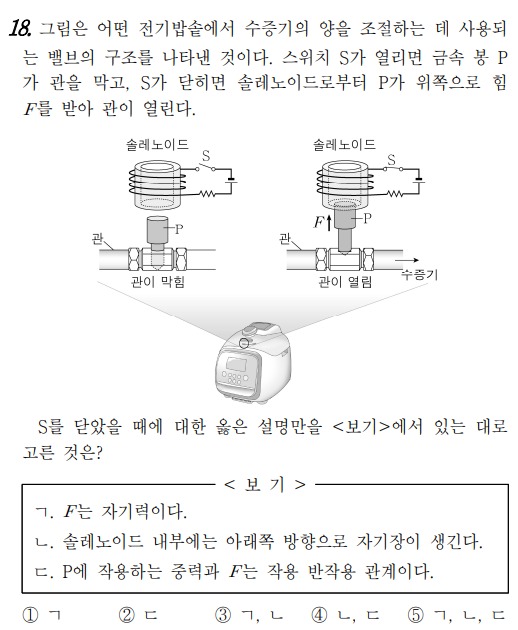 18. 그림은 어떤 전기밥솥에서 수증기의 양을 조절하는 데 사용되
는 밸브의 구조를 나타낸 것이다. 스위치 S가 열리면 금속 봉 P
가 관을 막고, S가 닫히면 솔레노이드로부터 P가 위쪽으로 힘
F를 받아 관이 열린다.
솔레노이드
S
P
관
관이 막힘
솔레노이드
S
F
P
관
수증기
관이 열림
S를 닫았을 때에 대한 옳은 설명만을 <보기>에서 있는 대로
고른 것은?
< 보 기 >
ㄱ. F는 자기력이다.
ㄴ. 솔레노이드 내부에는 아래쪽 방향으로 자기장이 생긴다.
ㄷ. P에 작용하는 중력과 F는 작용 반작용 관계이다.
① ㄱ ② ㄷ ③ ㄱ, ㄴ ④ ㄴ, ㄷ ⑤ ㄱ, ㄴ, ㄷ